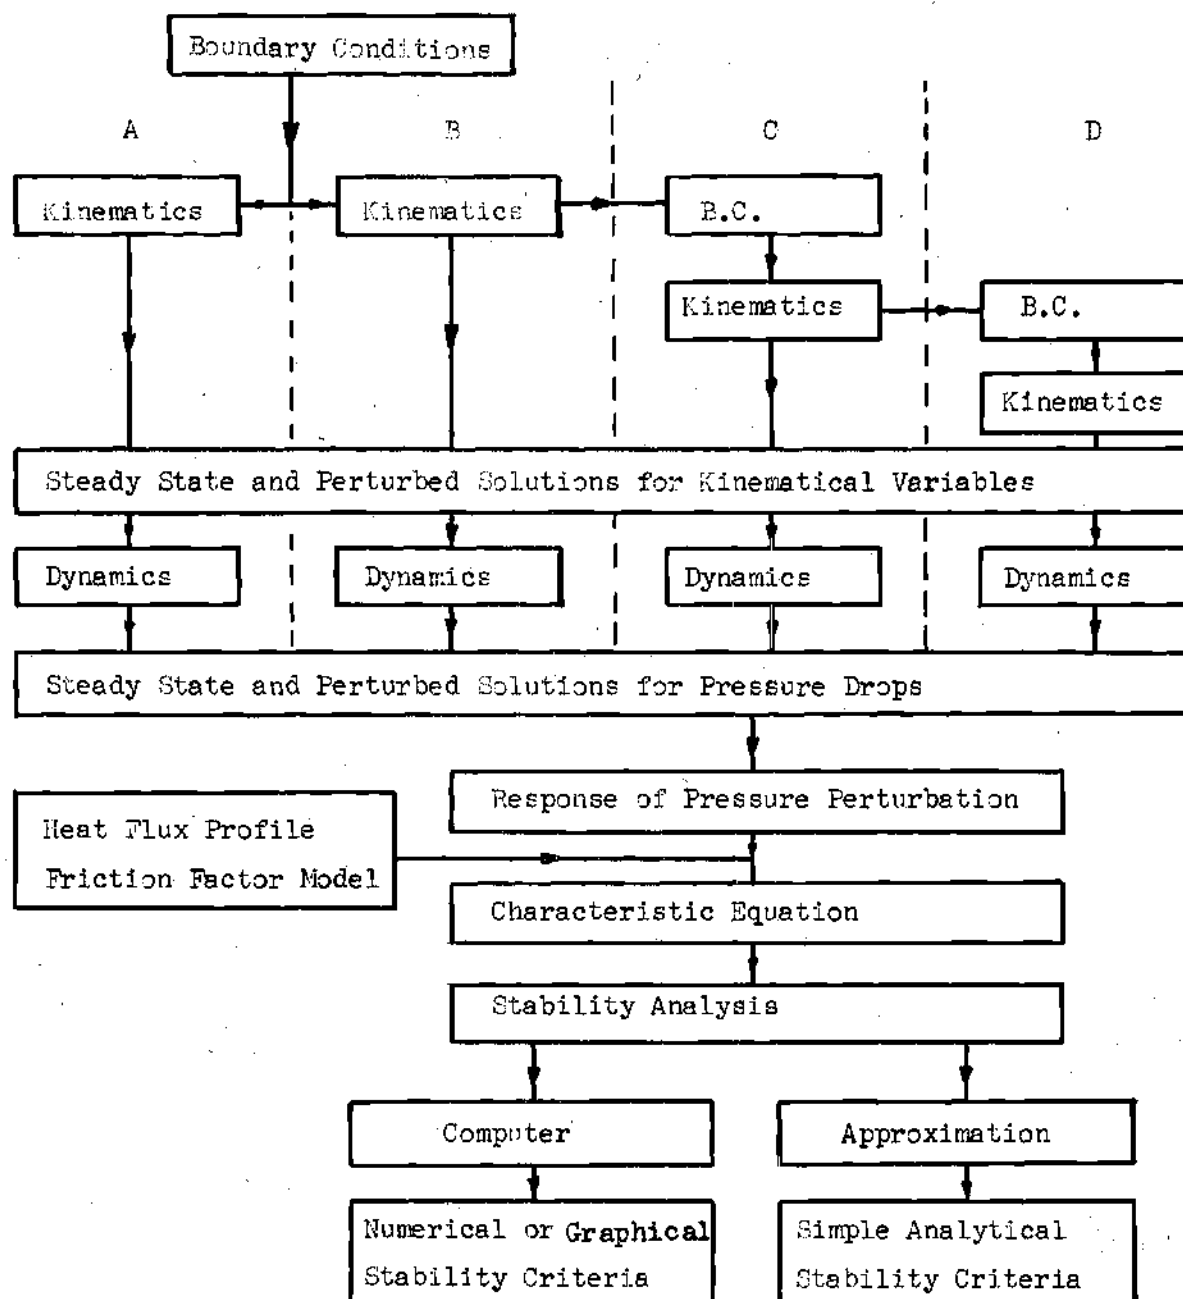 Boundary Conditions
A
B
C
D
Kinematics
Kinematics
B.C.
Kinematics
B.C.
Kinematics
Steady State and Perturbed Solutions for Kinematical Variables
Dynamics
Dynamics
Dynamics
Dynamics
Steady State and Perturbed Solutions for Pressure Drops
Response of Pressure Perturbation
Heat Flux Profile
Friction Factor Model
Characteristic Equation
Stability Analysis
Computer
Approximation
Numerical or Graphical
Stability Criteria
Simple Analytical
Stability Criteria